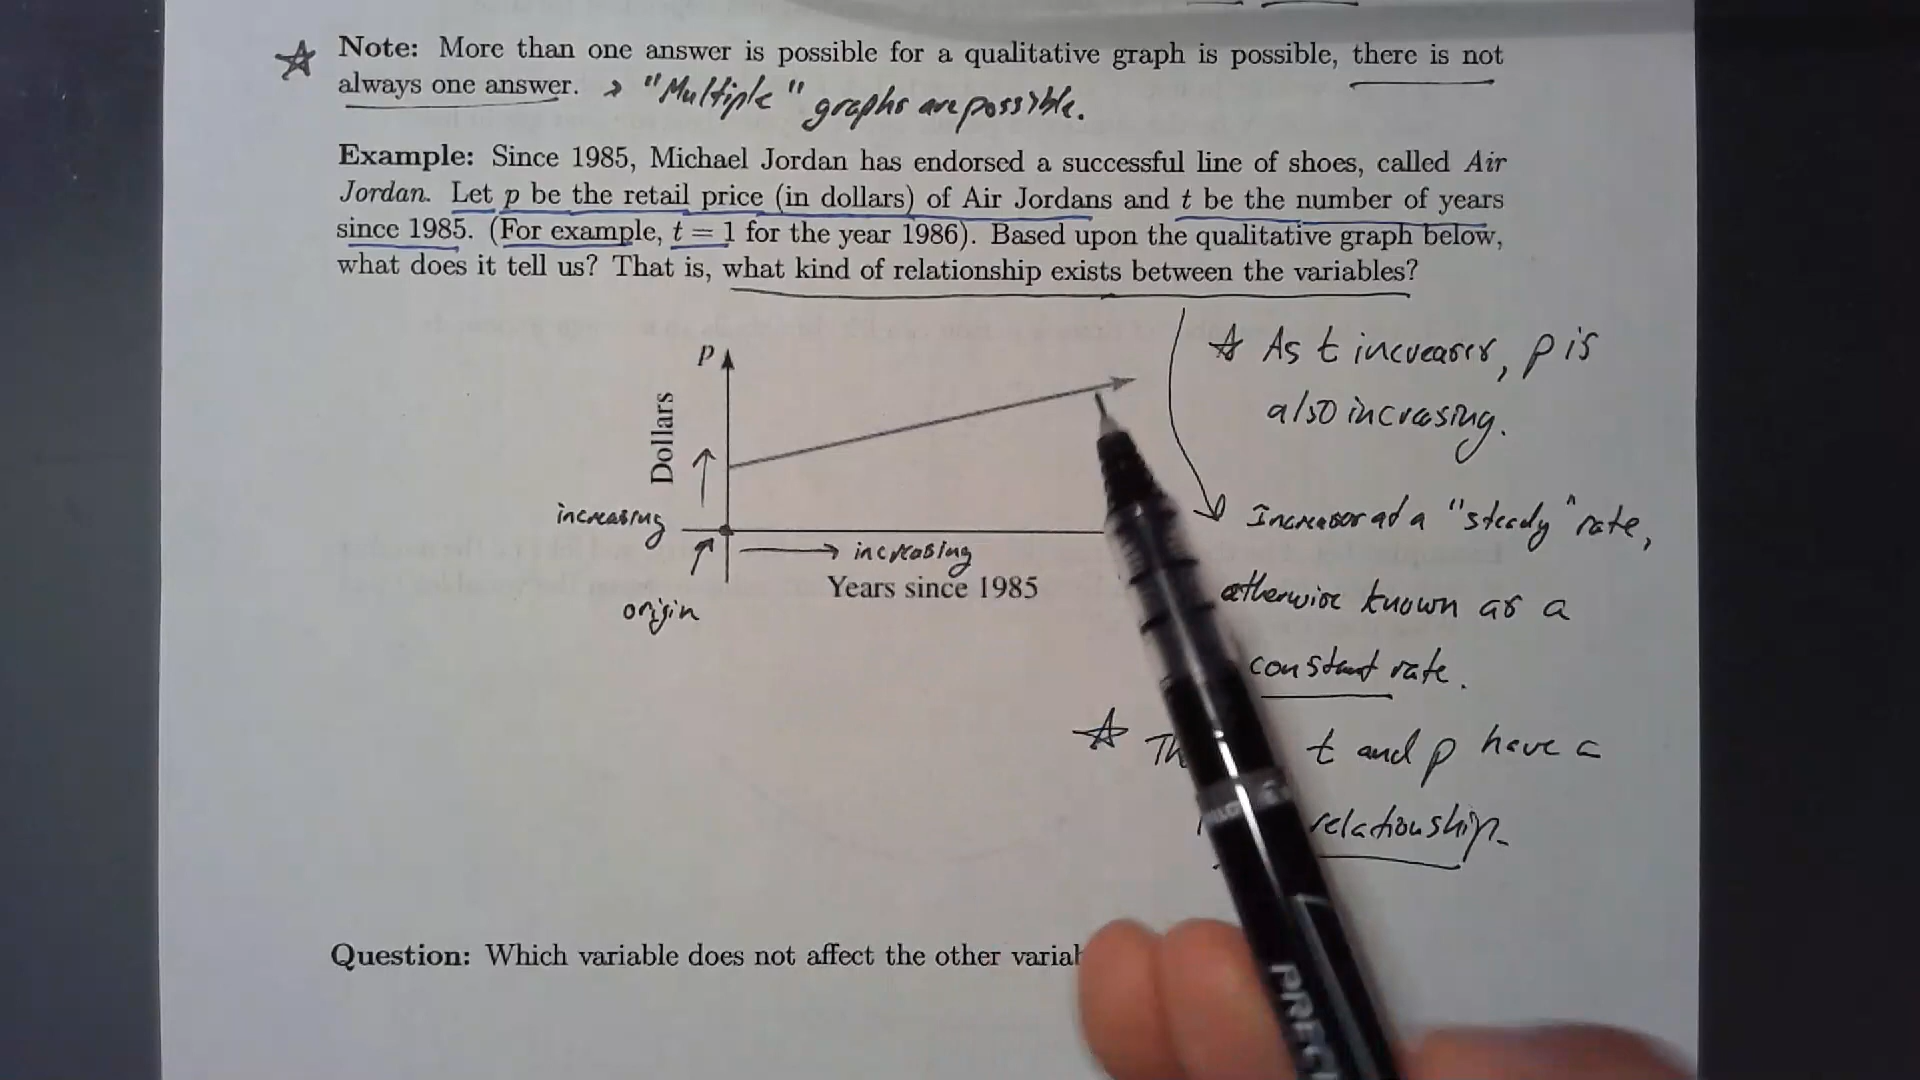 Note: More than one answer is possible for a qualitative graph is possible, there is not
always one answer. → "Multiple" graphs are possible.
Example: Since 1985, Michael Jordan has endorsed a successful line of shoes, called Air
Jordan. Let p be the retail price (in dollars) of Air Jordans and t be the number of years
since 1985. (For example, t = 1 for the year 1986). Based upon the qualitative graph below,
what does it tell us? That is, what kind of relationship exists between the variables?
p
Dollars
increasing
increasing
Years since 1985
origin
As t increases, p is
also increasing.
Increases at a "steady" rate,
otherwise known as a
constant rate.
t and p have a
relationship.
Question: Which variable does not affect the other
PRECI